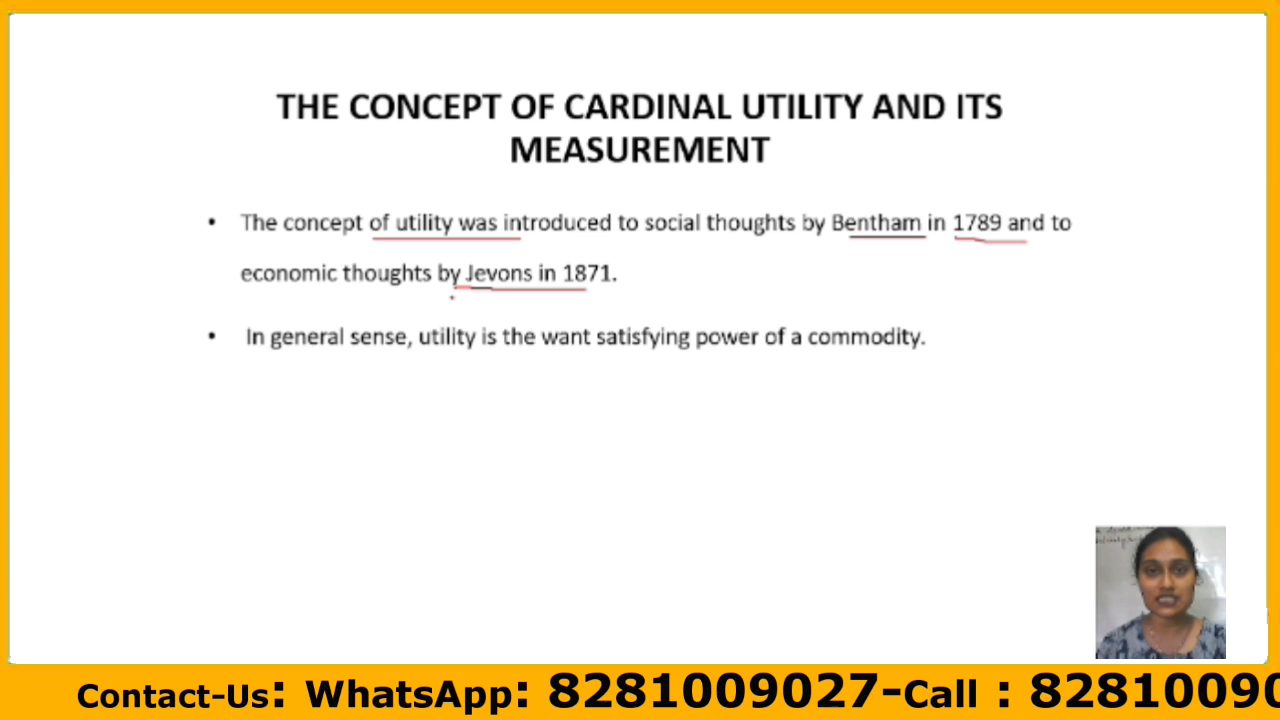 THE CONCEPT OF CARDINAL UTILITY AND ITS
MEASUREMENT
• The concept of utility was introduced to social thoughts by Bentham in 1789 and to
economic thoughts by Jevons in 1871.
• In general sense, utility is the want satisfying power of a commodity.
Contact-Us: WhatsApp: 8281009027-Call : 8281009